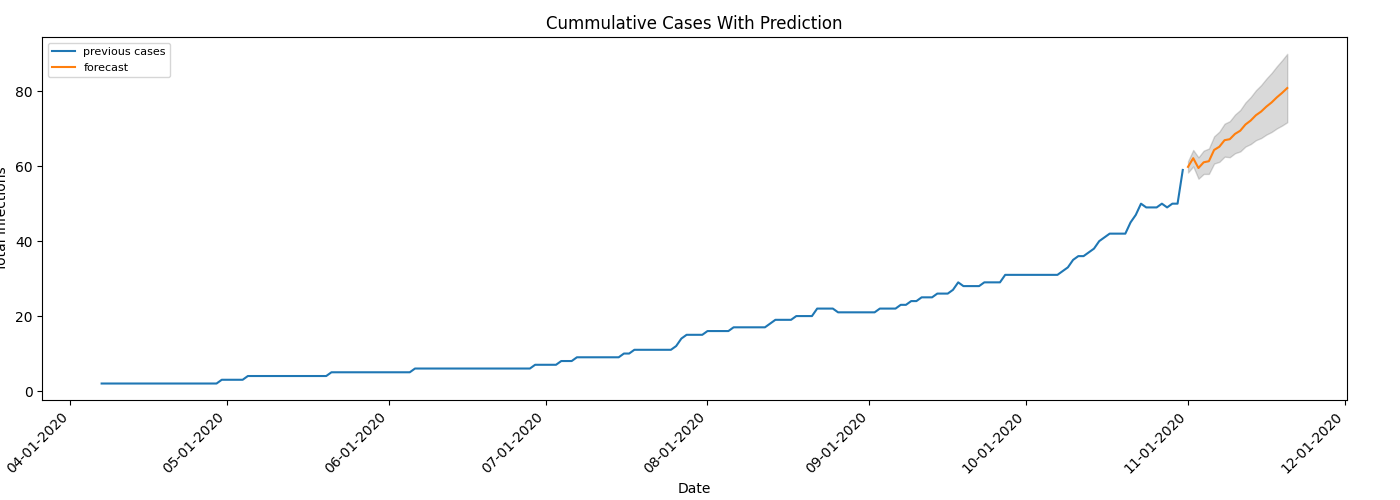 Cummulative Cases With Prediction
previous cases
forecast
80
60
40
20
0
Total Infections
04-01-2020
05-01-2020
06-01-2020
07-01-2020
08-01-2020
09-01-2020
10-01-2020
11-01-2020
12-01-2020
Date